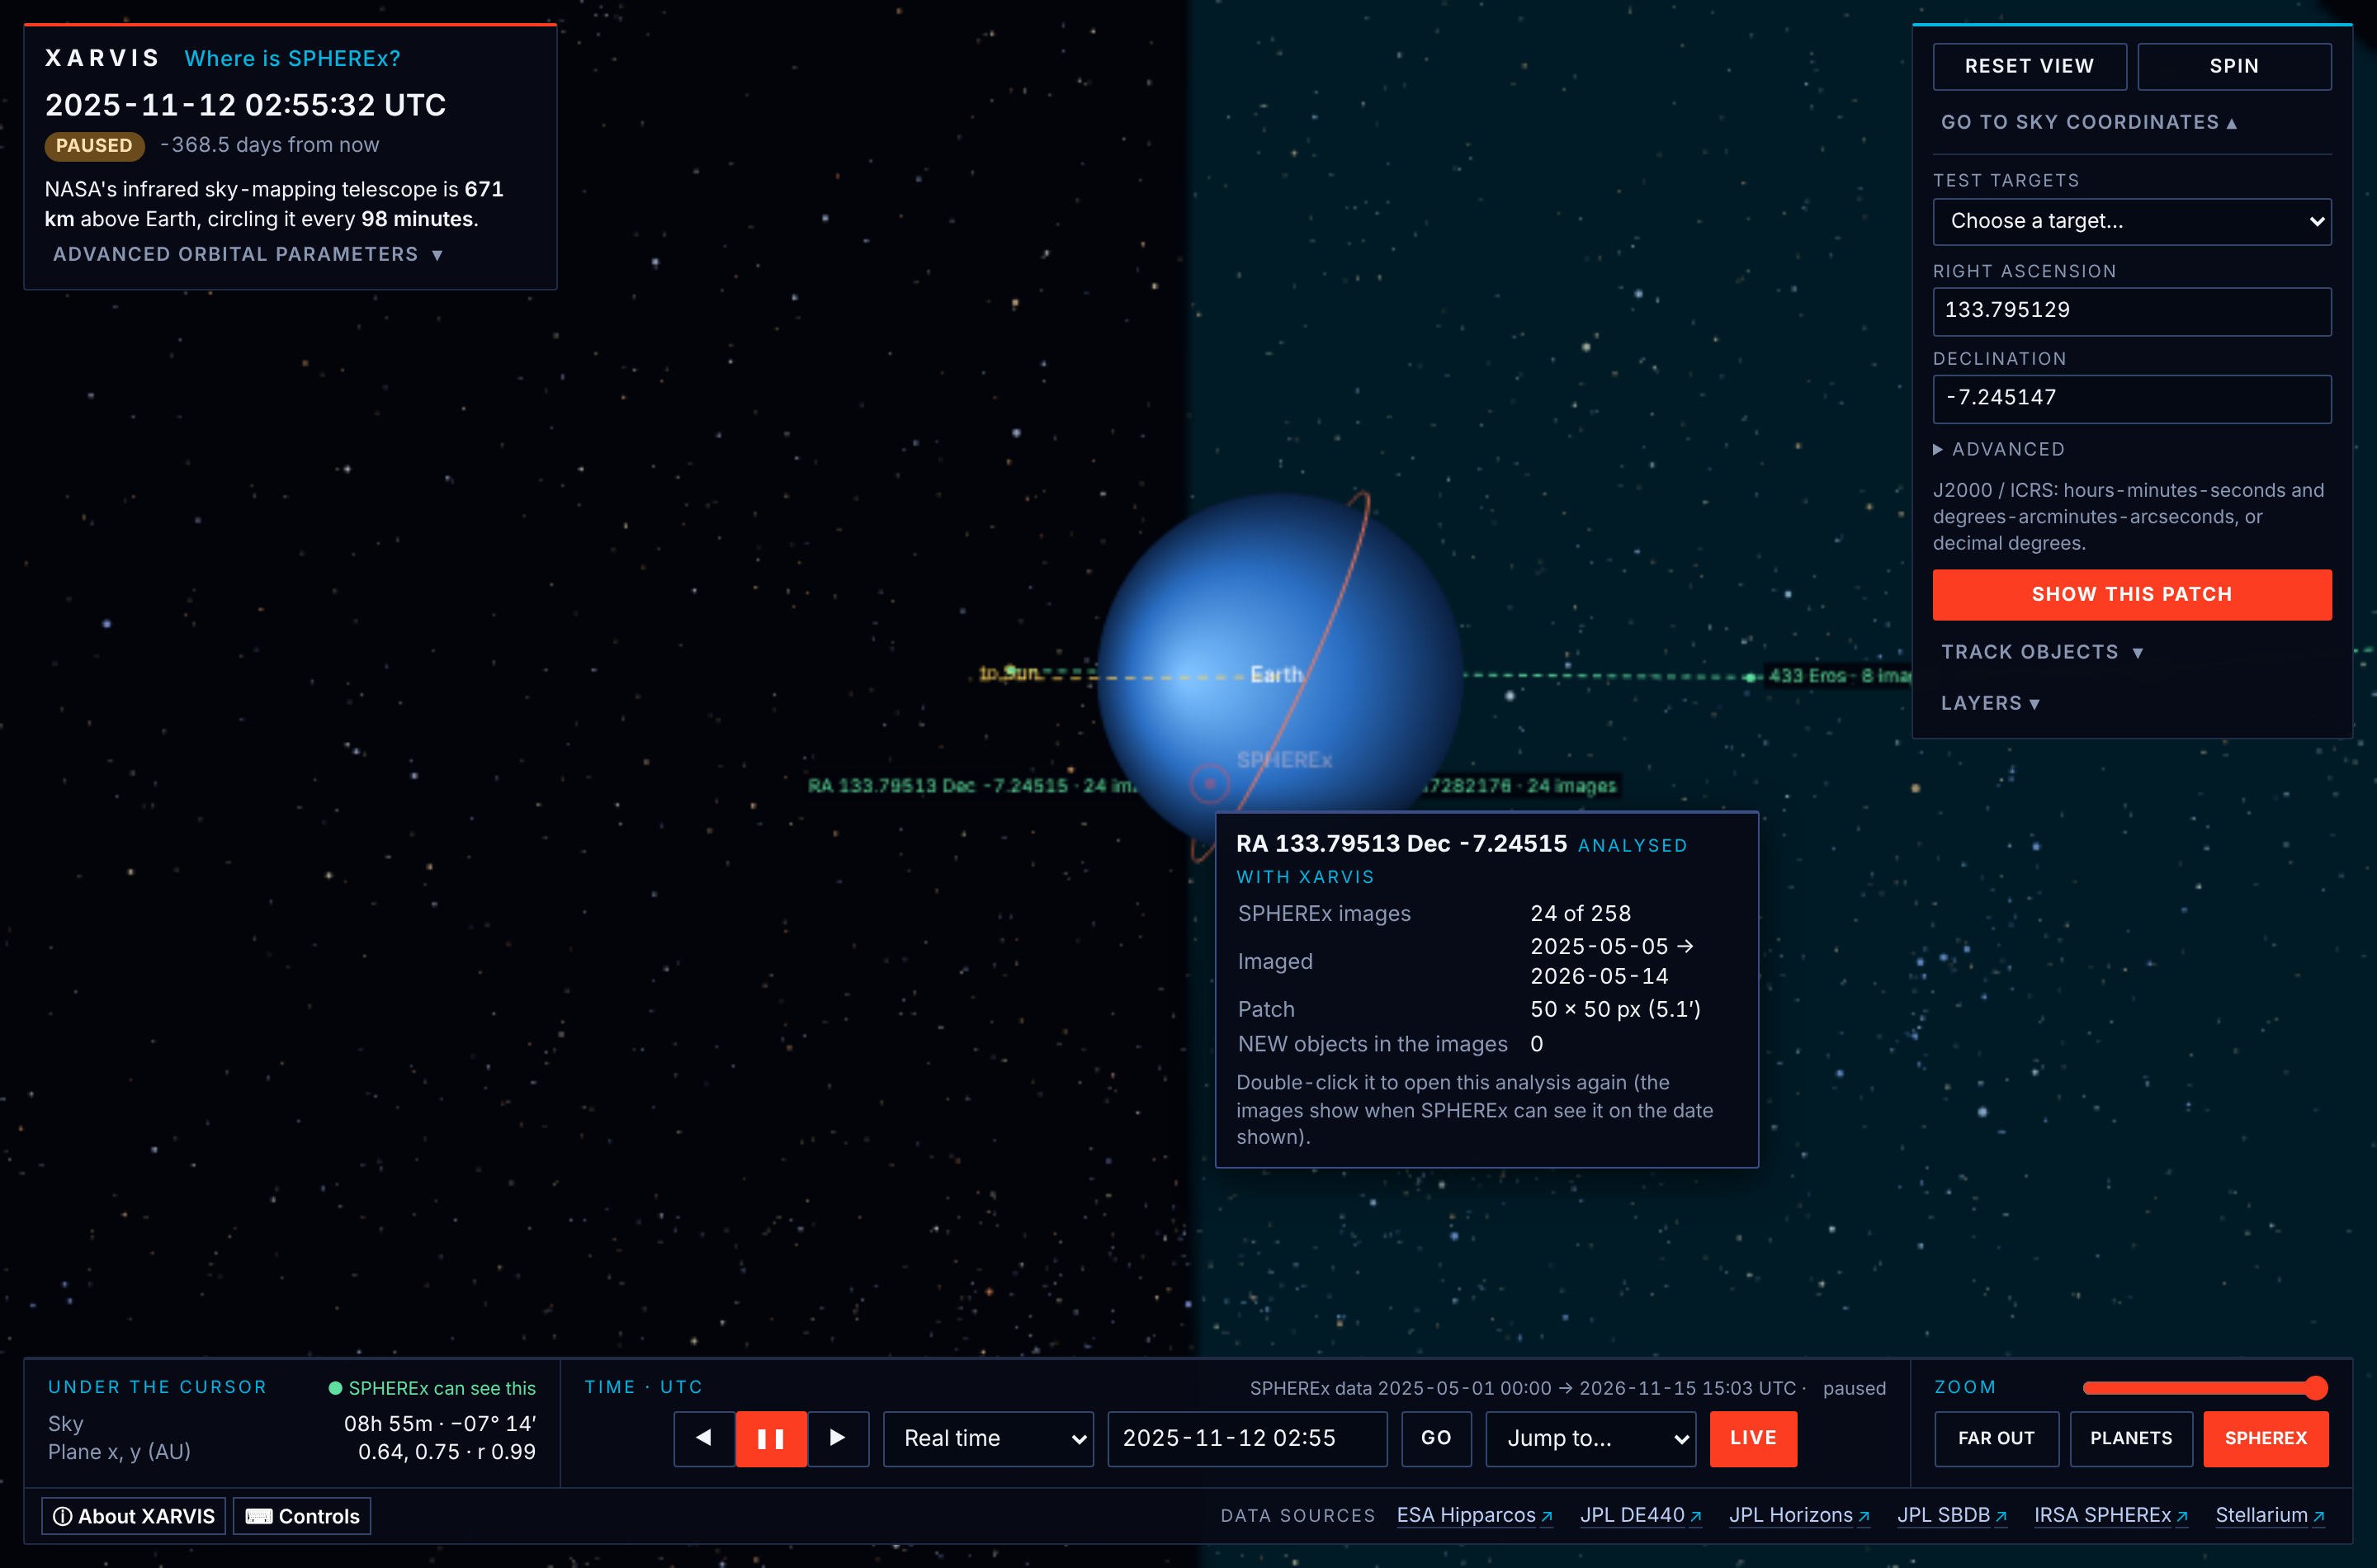 XARVIS Where is SPHEREx?
2025-11-12 02:55:32 UTC
PAUSED -368.5 days from now
NASA's infrared sky-mapping telescope is 671
km above Earth, circling it every 98 minutes.
ADVANCED ORBITAL PARAMETERS ▼
RESET VIEW SPIN
GO TO SKY COORDINATES ▲
TEST TARGETS
Choose a target...
RIGHT ASCENSION
133.795129
DECLINATION
-7.245147
▶ ADVANCED
J2000 / ICRS: hours-minutes-seconds and
degrees-arcminutes-arcseconds, or
decimal degrees.
SHOW THIS PATCH
TRACK OBJECTS ▼
LAYERS ▼
to Sun
Earth
433 Eros · 8 imag
SPHEREx
RA 133.79513 Dec -7.24515 · 24 im
7282176 · 24 images
RA 133.79513 Dec -7.24515 ANALYSED
WITH XARVIS
SPHEREx images 24 of 258
Imaged 2025-05-05 →
2026-05-14
Patch 50 × 50 px (5.1′)
NEW objects in the images 0
Double-click it to open this analysis again (the
images show when SPHEREx can see it on the date
shown).
UNDER THE CURSOR ● SPHEREx can see this
Sky 08h 55m · −07° 14′
Plane x, y (AU) 0.64, 0.75 · r 0.99
TIME · UTC SPHEREx data 2025-05-01 00:00 → 2026-11-15 15:03 UTC · paused
Real time 2025-11-12 02:55 GO Jump to... LIVE
ZOOM
FAR OUT PLANETS SPHEREX
ⓘ About XARVIS ⌨ Controls
DATA SOURCES ESA Hipparcos ↗ JPL DE440 ↗ JPL Horizons ↗ JPL SBDB ↗ IRSA SPHEREx ↗ Stellarium ↗